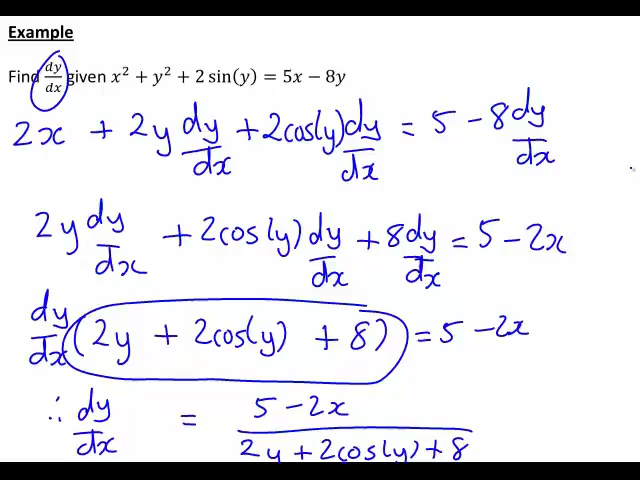 Example
Find dy/dx given x² + y² + 2 sin(y) = 5x − 8y
2x + 2y dy/dx + 2cos(y) dy/dx = 5 − 8 dy/dx
2y dy/dx + 2cos(y) dy/dx + 8 dy/dx = 5 − 2x
dy/dx (2y + 2cos(y) + 8) = 5 − 2x
∴ dy/dx = (5 − 2x)/(2y + 2cos(y) + 8)